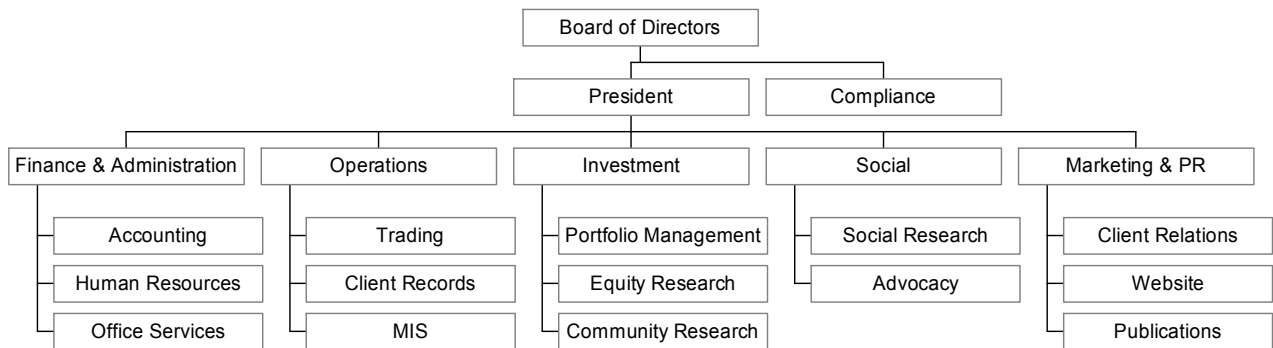 Board of Directors
President
Compliance
Finance & Administration
Operations
Investment
Social
Marketing & PR
Accounting
Trading
Portfolio Management
Social Research
Client Relations
Human Resources
Client Records
Equity Research
Advocacy
Website
Office Services
MIS
Community Research
Publications